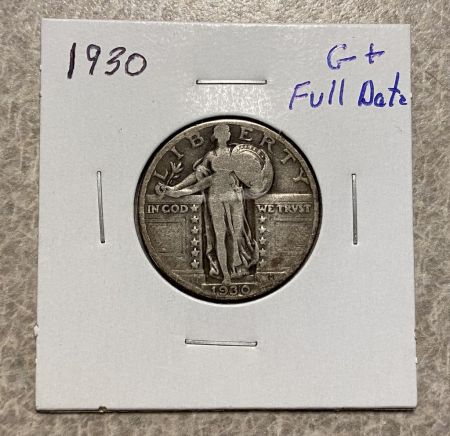 1930
G+
Full Date
LIBERTY
IN GOD WE TRUST
1930